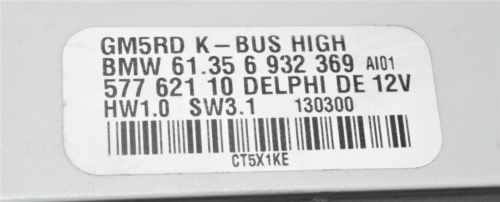 GM5RD K-BUS HIGH
BMW 61.35 6 932 369 AI01
577 621 10 DELPHI DE 12V
HW1.0 SW3.1 130300
CT5X1KE